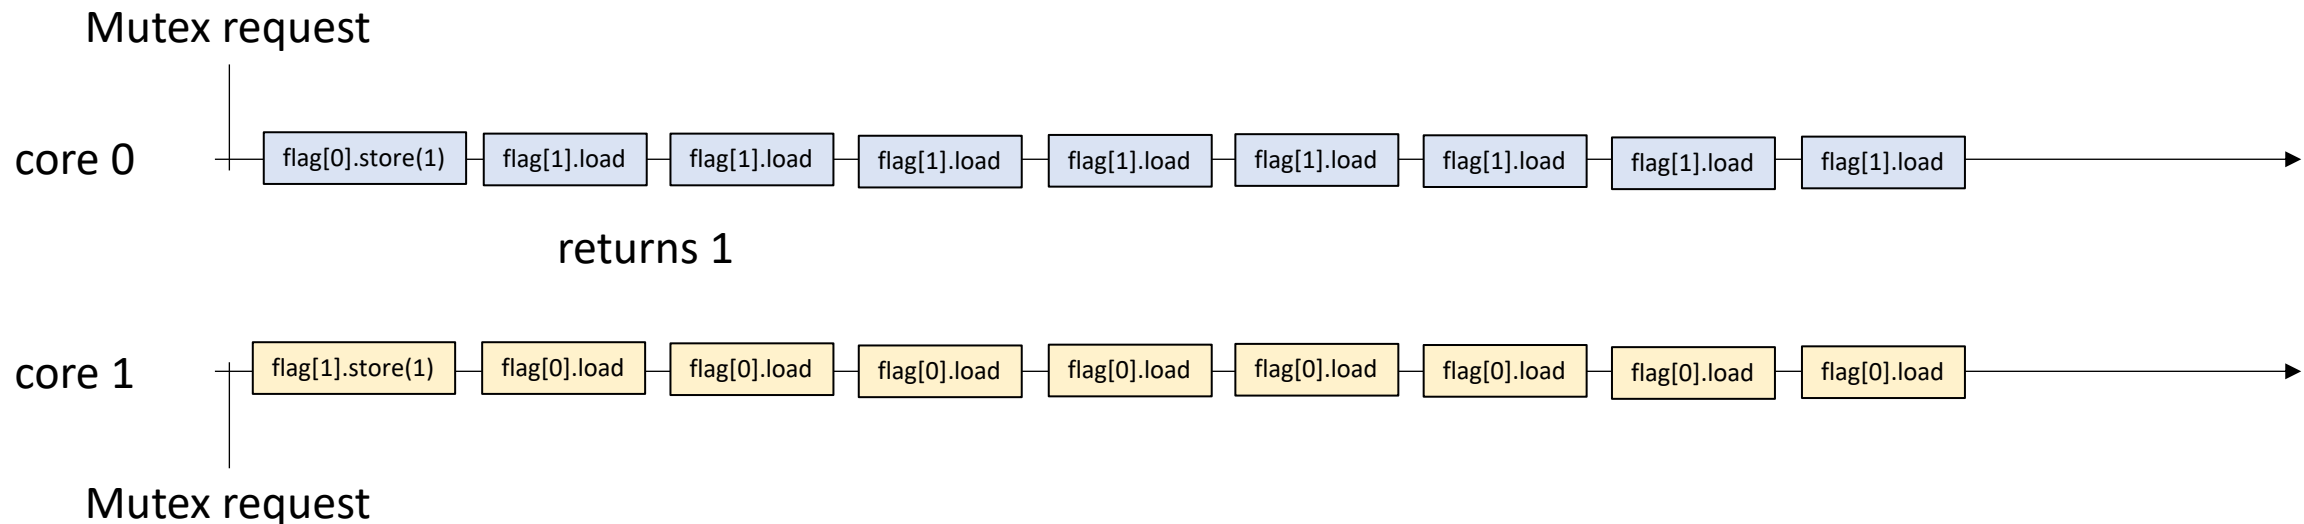 Mutex request
core 0
flag[0].store(1) flag[1].load flag[1].load flag[1].load flag[1].load flag[1].load flag[1].load flag[1].load flag[1].load
returns 1
core 1
flag[1].store(1) flag[0].load flag[0].load flag[0].load flag[0].load flag[0].load flag[0].load flag[0].load flag[0].load
Mutex request